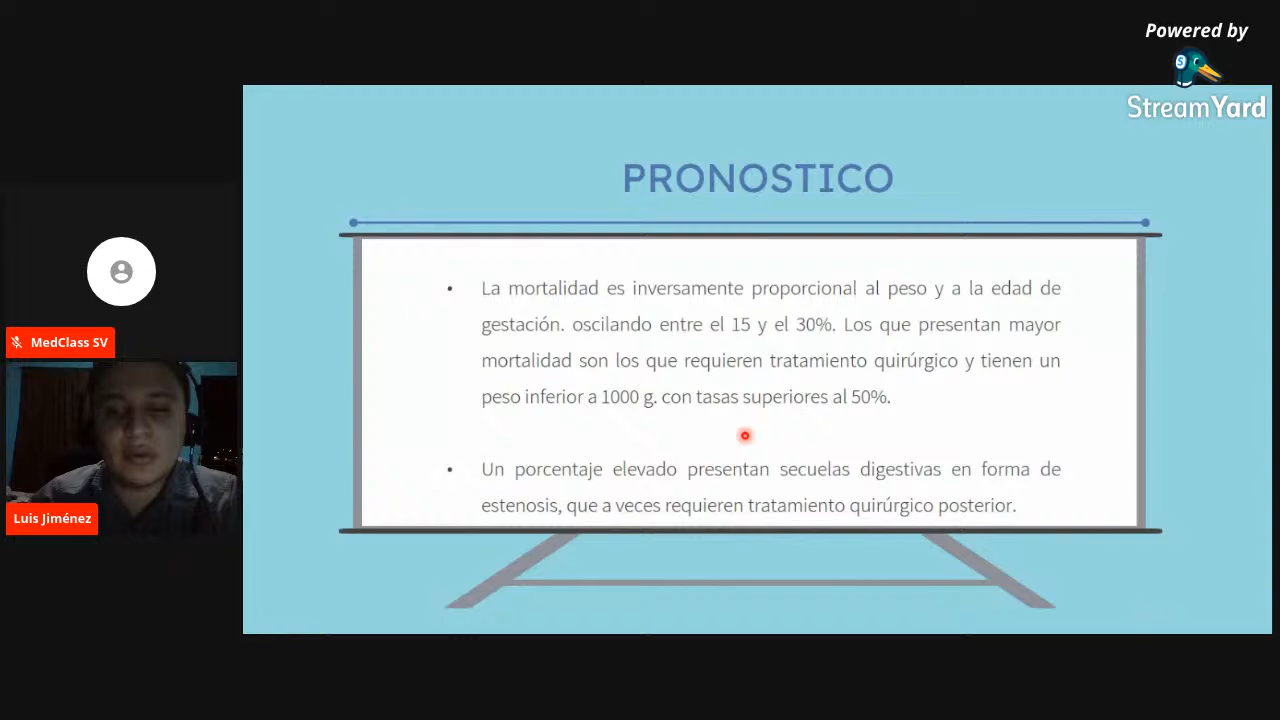 Powered by
S
StreamYard
PRONOSTICO
• La mortalidad es inversamente proporcional al peso y a la edad de
gestación. oscilando entre el 15 y el 30%. Los que presentan mayor
mortalidad son los que requieren tratamiento quirúrgico y tienen un
peso inferior a 1000 g. con tasas superiores al 50%.
• Un porcentaje elevado presentan secuelas digestivas en forma de
estenosis, que a veces requieren tratamiento quirúrgico posterior.
MedClass SV
Luis Jiménez